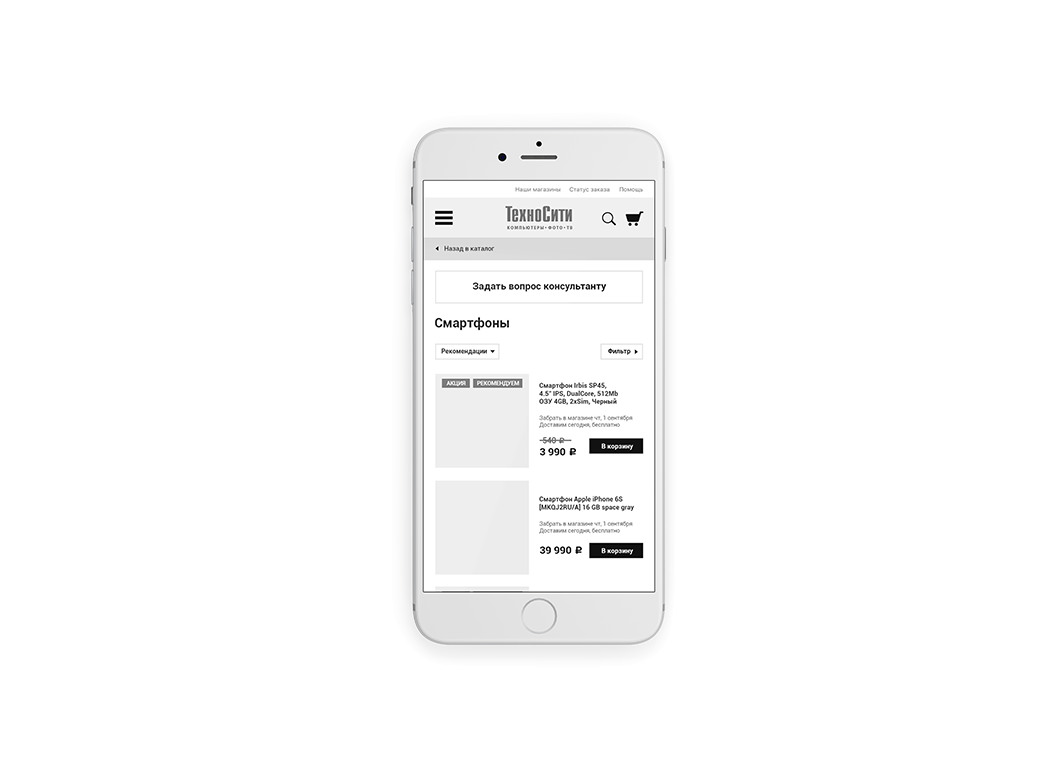 Наши магазины Статус заказа Помощь
ТехноСити
КОМПЬЮТЕРЫ • ФОТО • ТВ
Назад в каталог
Задать вопрос консультанту
Смартфоны
Рекомендации
Фильтр
АКЦИЯ РЕКОМЕНДУЕМ
Смартфон Irbis SP45,
4.5" IPS, DualCore, 512Mb
ОЗУ 4GB, 2xSim, Черный
Забрать в магазине чт, 1 сентября
Доставим сегодня, бесплатно
540 ₽
3 990 ₽
В корзину
Смартфон Apple iPhone 6S
[MKQJ2RU/A] 16 GB space gray
Забрать в магазине чт, 1 сентября
Доставим сегодня, бесплатно
39 990 ₽
В корзину